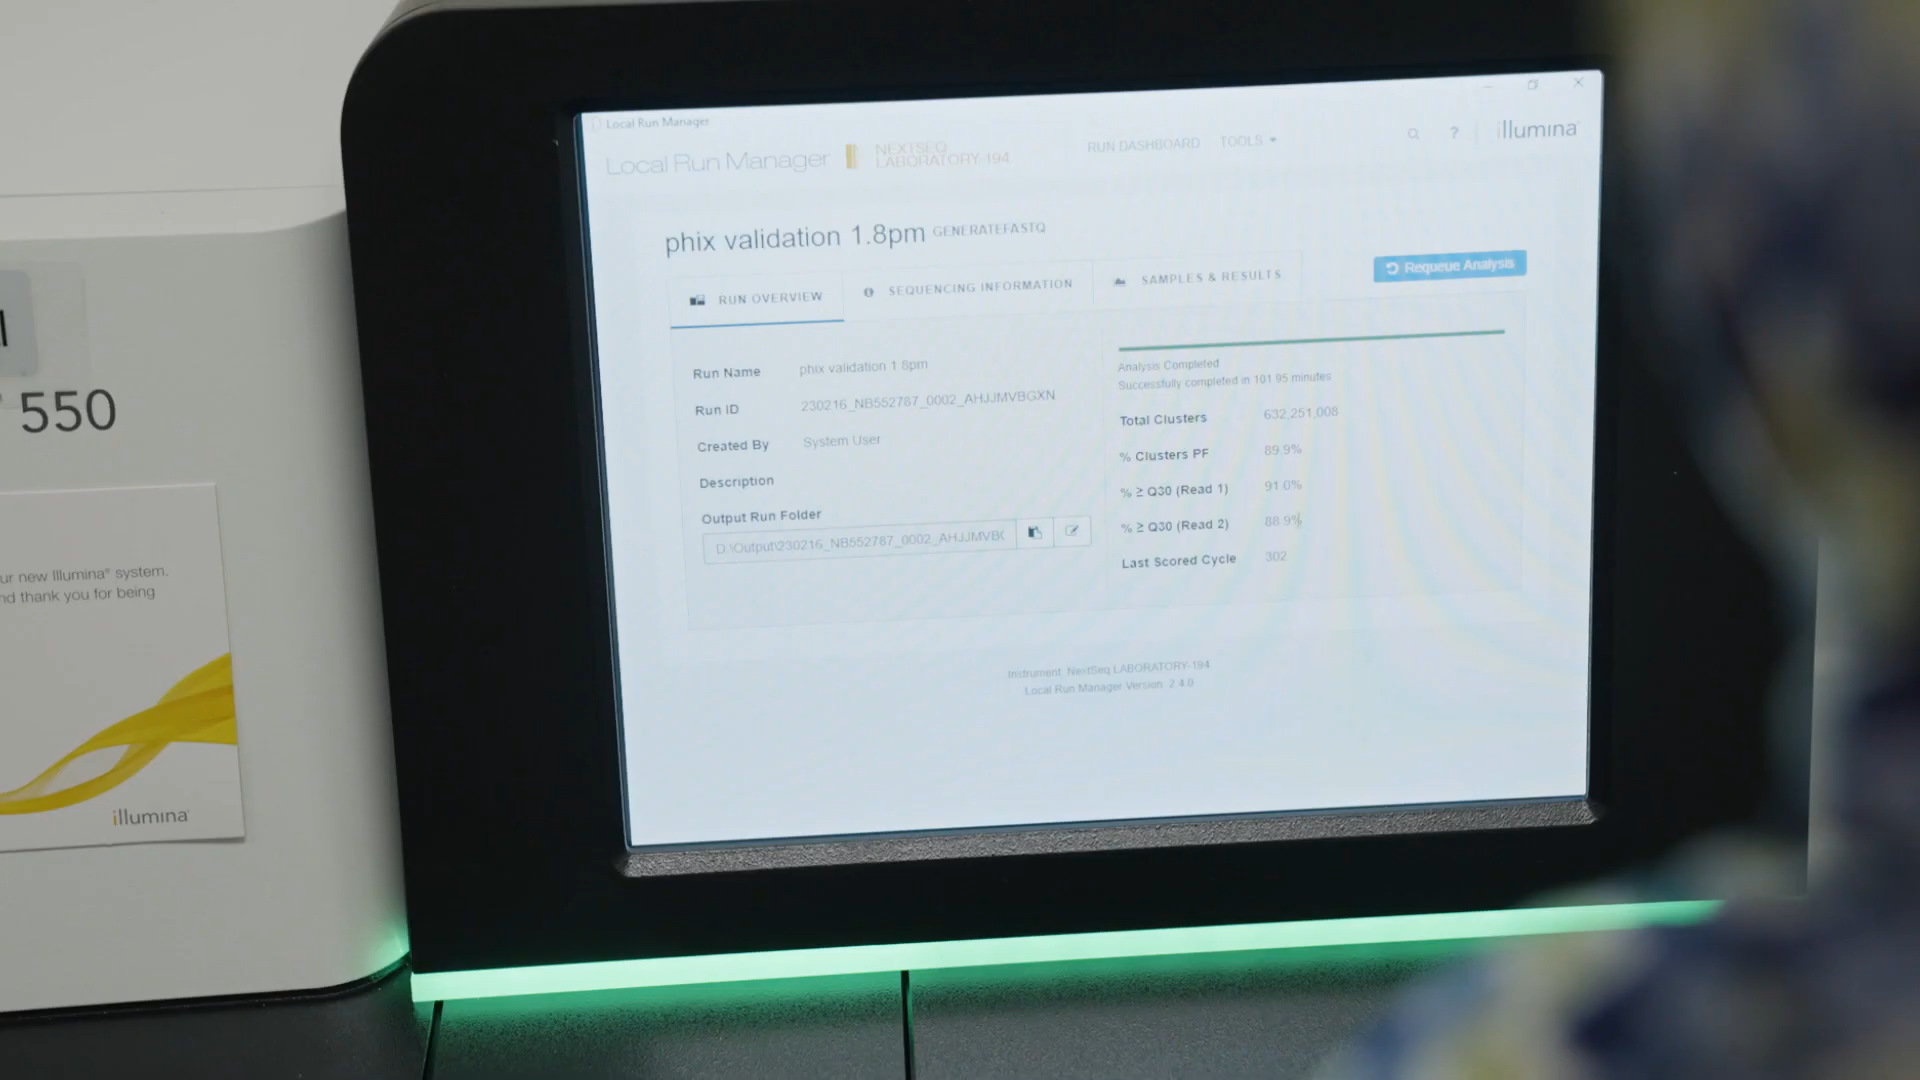 550
ur new Illumina® system.
nd thank you for being
illumina
Local Run Manager
Local Run Manager
NEXTSEQ
LABORATORY-194
RUN DASHBOARD TOOLS
?
illumina
phix validation 1.8pm GENERATEFASTQ
Requeue Analysis
RUN OVERVIEW
SEQUENCING INFORMATION
SAMPLES & RESULTS
Run Name phix validation 1.8pm
Run ID 230216_NB552787_0002_AHJJMVBGXN
Created By System User
Description
Output Run Folder
D:\Output\230216_NB552787_0002_AHJJMVB
Analysis Completed
Successfully completed in 101.95 minutes
Total Clusters 632,251,008
% Clusters PF 89.9%
% ≥ Q30 (Read 1) 91.0%
% ≥ Q30 (Read 2) 88.9%
Last Scored Cycle 302
Instrument: NextSeq LABORATORY-194
Local Run Manager Version: 2.4.0